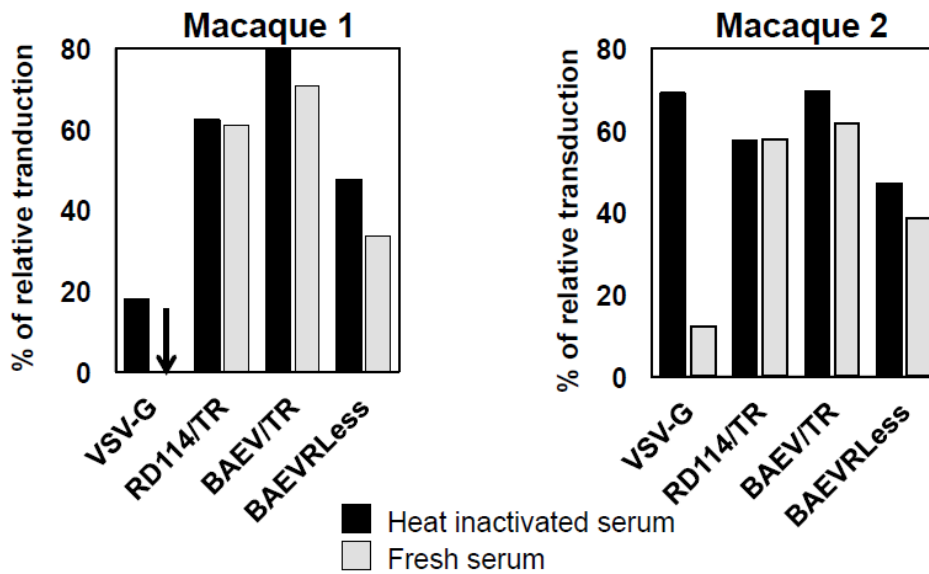 Macaque 1
% of relative tranduction
80
60
40
20
0
VSV-G
RD114/TR
BAEV/TR
BAEVRLess
Macaque 2
% of relative transduction
80
60
40
20
0
VSV-G
RD114/TR
BAEV/TR
BAEVRLess
Heat inactivated serum
Fresh serum